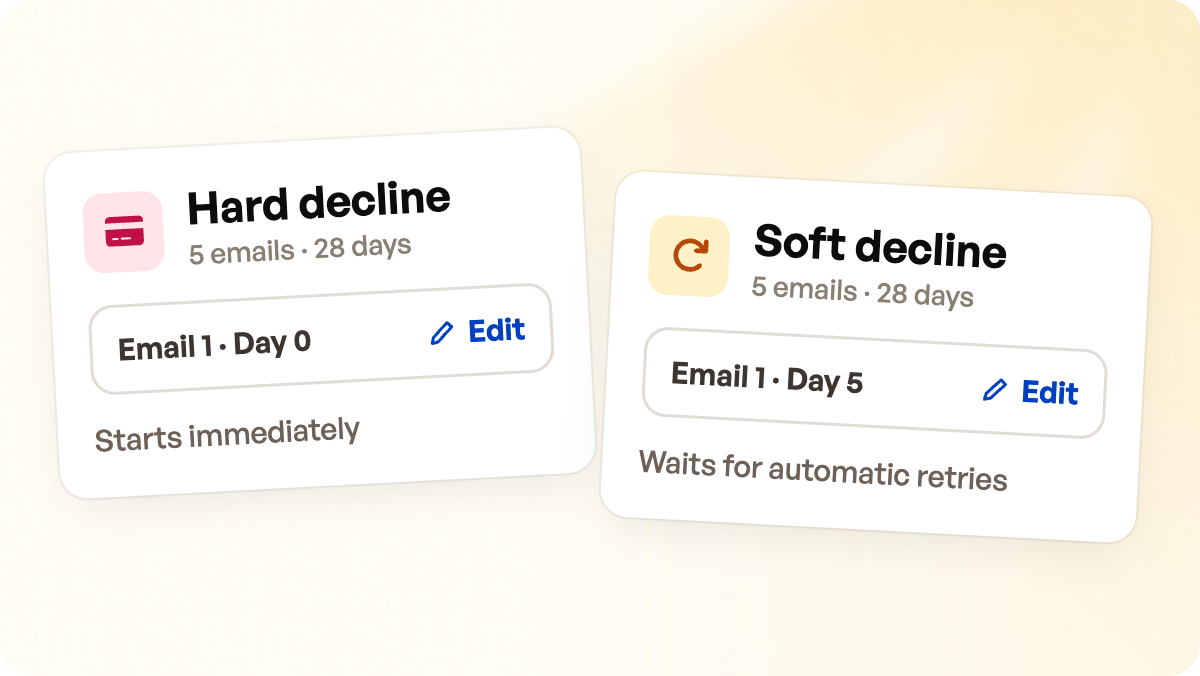 Hard decline
5 emails · 28 days
Email 1 · Day 0
Edit
Starts immediately
Soft decline
5 emails · 28 days
Email 1 · Day 5
Edit
Waits for automatic retries